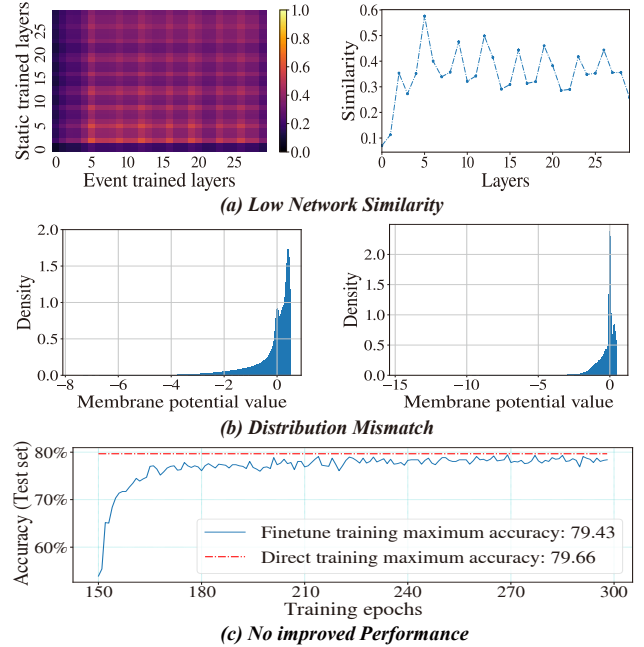 Static trained layers
25
20
15
10
5
0
0 5 10 15 20 25
Event trained layers
1.0
0.8
0.6
0.4
0.2
0.0
Similarity
0.6
0.5
0.4
0.3
0.2
0.1
0 5 10 15 20 25
Layers
(a) Low Network Similarity
Density
2.0
1.5
1.0
0.5
0.0
−8 −6 −4 −2 0
Membrane potential value
Density
2.0
1.5
1.0
0.5
0.0
−15 −10 −5 0
Membrane potential value
(b) Distribution Mismatch
Accuracy (Test set)
80%
70%
60%
Finetune training maximum accuracy: 79.43
Direct training maximum accuracy: 79.66
150 180 210 240 270 300
Training epochs
(c) No improved Performance